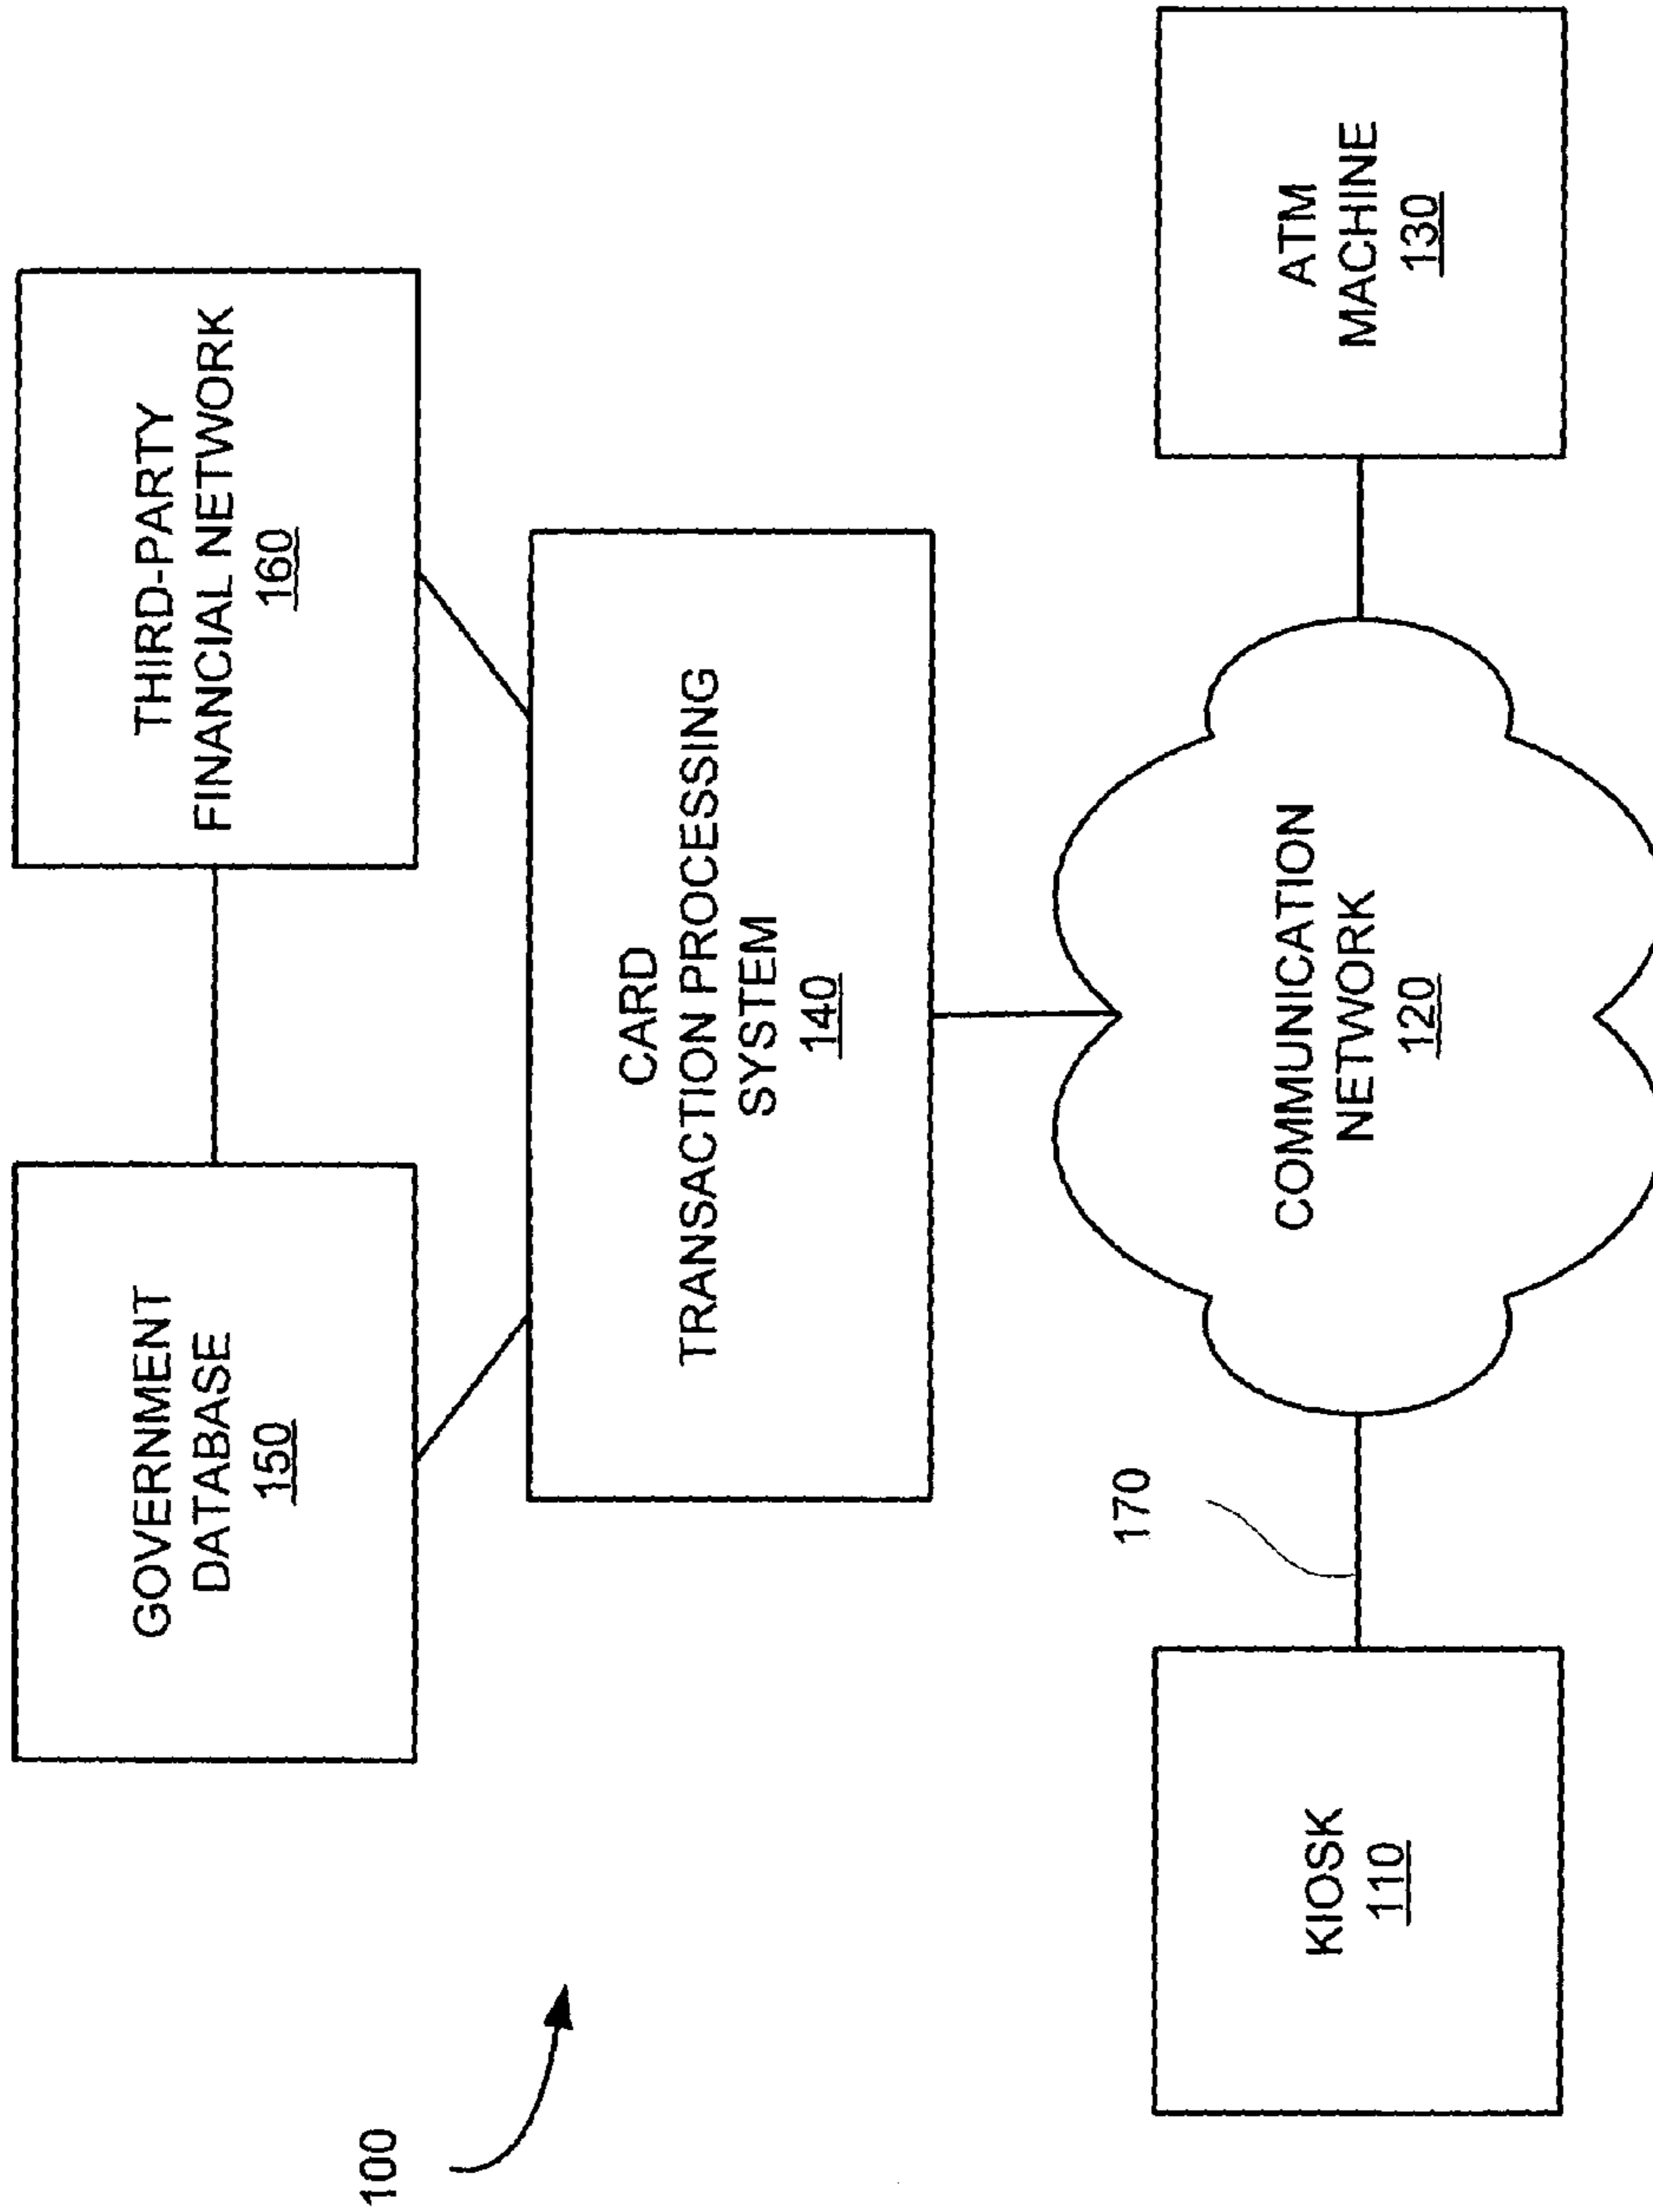 100
GOVERNMENT
DATABASE
150
THIRD-PARTY
FINANCIAL NETWORK
160
CARD
TRANSACTION PROCESSING
SYSTEM
140
170
KIOSK
110
COMMUNICATION
NETWORK
120
ATM
MACHINE
130